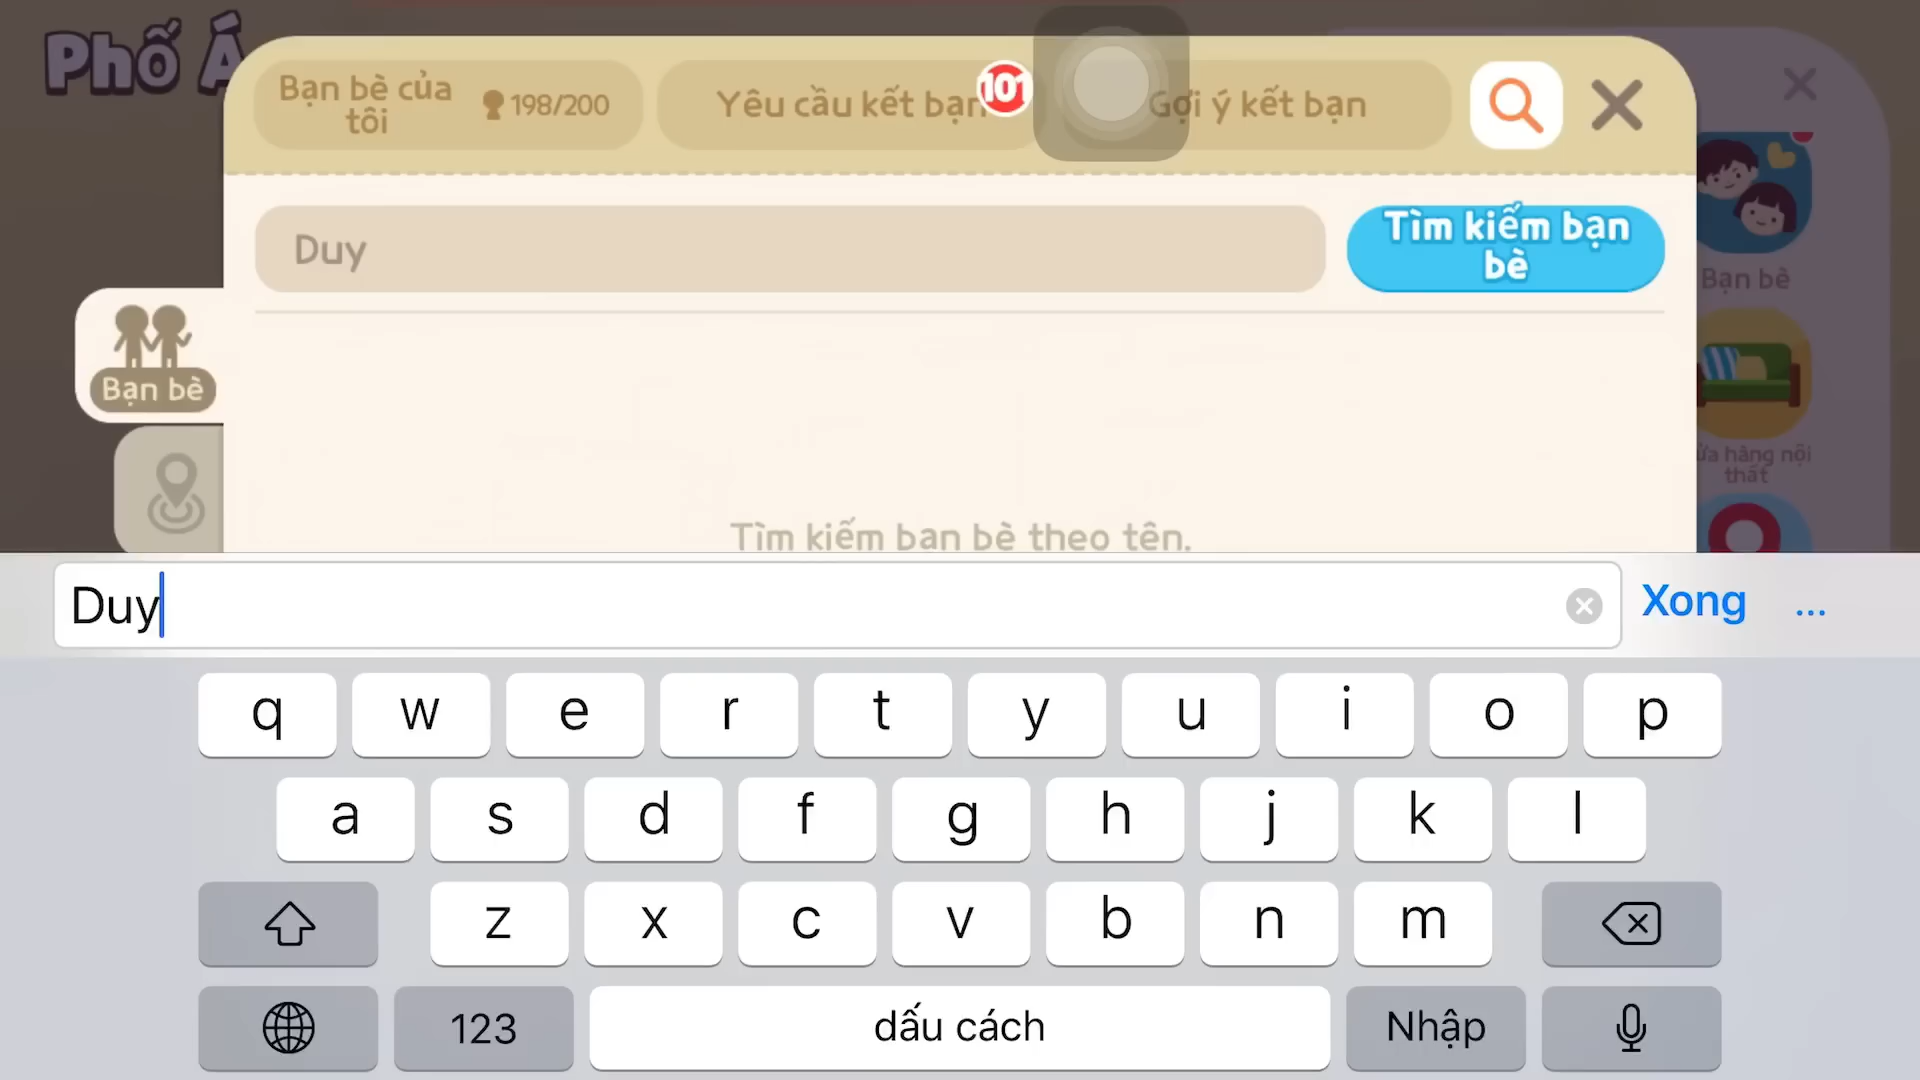 Phố Á
Bạn bè của
tôi
198/200
Yêu cầu kết bạn
101
Gợi ý kết bạn
Duy
Tìm kiếm bạn
bè
Bạn bè
Bạn bè
thất
Tìm kiếm bạn bè theo tên.
Duy
Xong
...
q w e r t y u i o p
a s d f g h j k l
z x c v b n m
123
dấu cách
Nhập